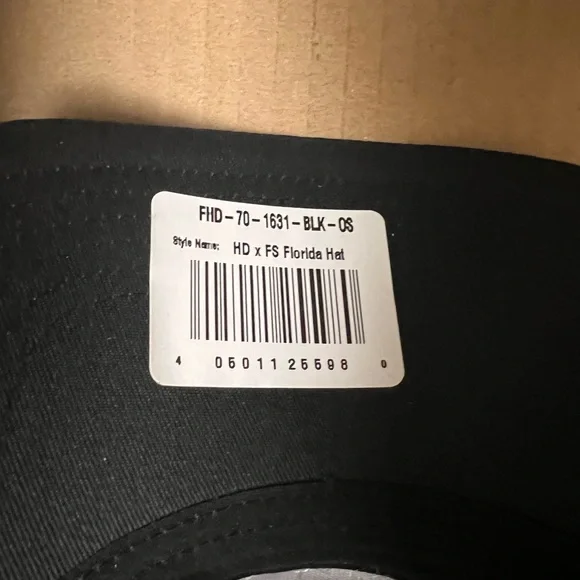 FHD-70-1631-BLK-OS
Style Name: HD x FS Florida Hat
4 05011 25598 0